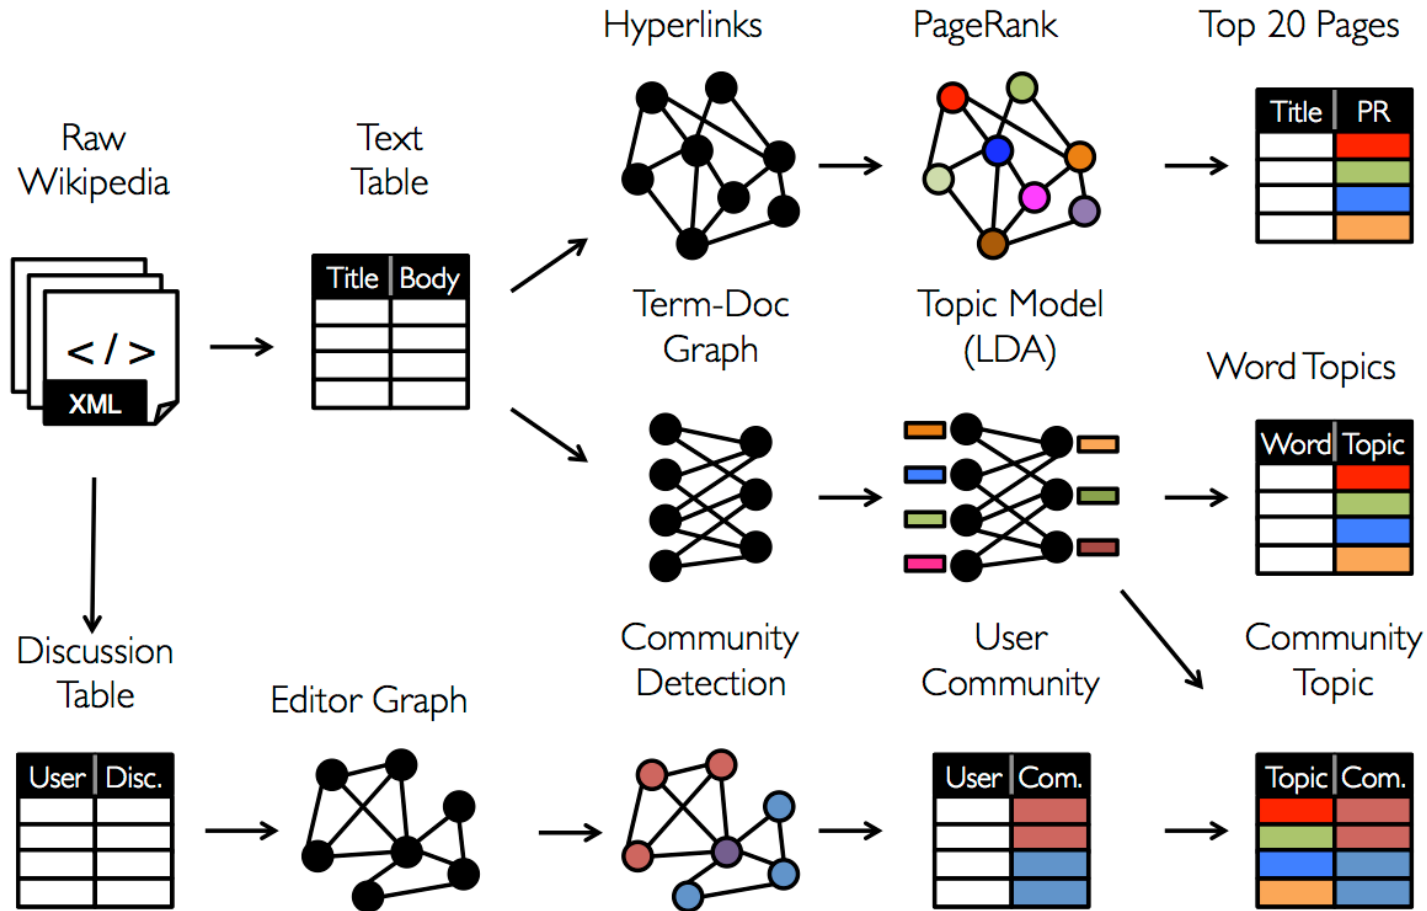 Hyperlinks
PageRank
Top 20 Pages
Raw
Wikipedia
Text
Table
Title PR
</>
XML
Title Body
Term-Doc
Graph
Topic Model
(LDA)
Word Topics
Word Topic
Discussion
Table
Editor Graph
Community
Detection
User
Community
Community
Topic
User Disc.
User Com.
Topic Com.